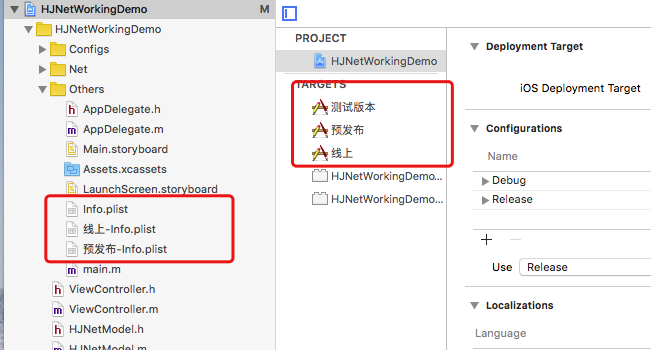 HJNetWorkingDemo M
HJNetWorkingDemo
Configs
Net
Others
AppDelegate.h
AppDelegate.m
Main.storyboard
Assets.xcassets
LaunchScreen.storyboard
Info.plist
线上-Info.plist
预发布-Info.plist
main.m
ViewController.h
ViewController.m
HJNetModel.h
HJNetModel.m
PROJECT
HJNetWorkingDemo
TARGETS
测试版本
预发布
线上
HJNetWorkingDemo...
HJNetWorkingDemo...
Deployment Target
iOS Deployment Target
Configurations
Name
Debug
Release
Use Release
Localizations
Language